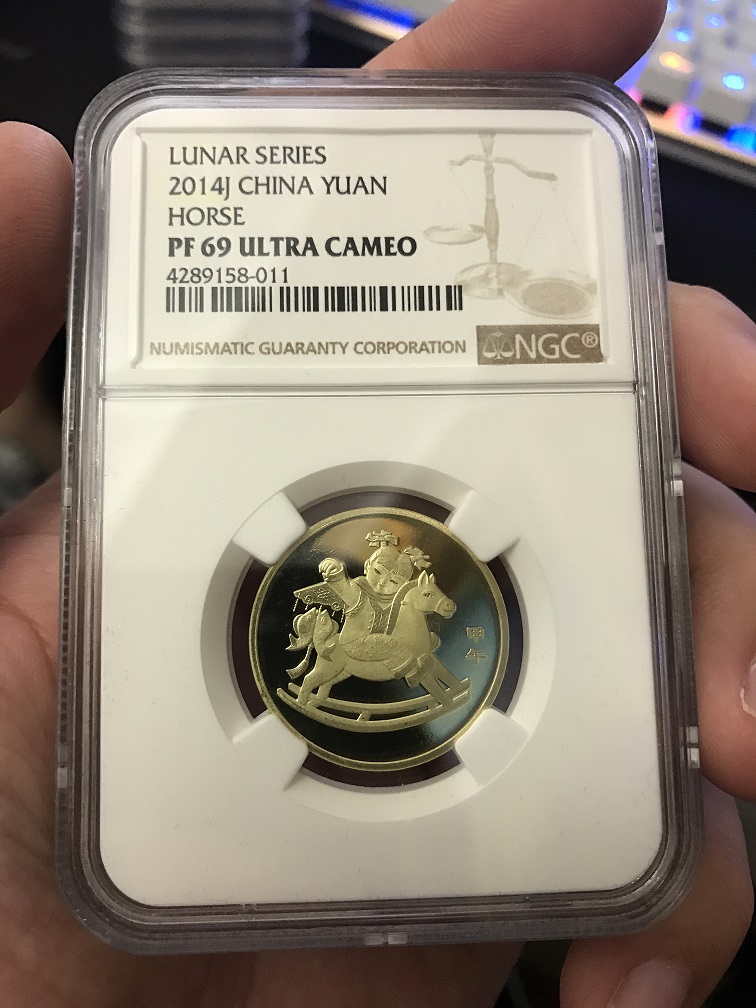 LUNAR SERIES
2014J CHINA YUAN
HORSE
PF 69 ULTRA CAMEO
4289158-011
NUMISMATIC GUARANTY CORPORATION
NGC®
甲
午